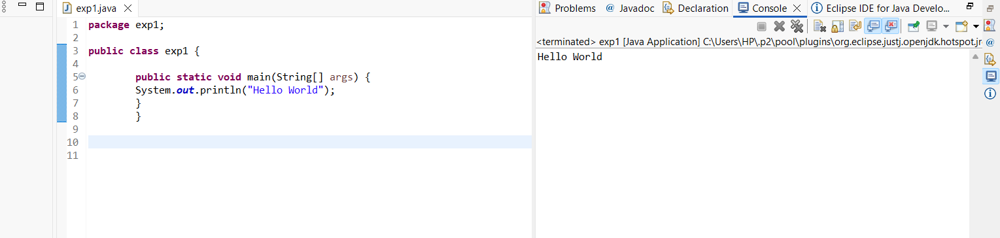 exp1.java
1 package exp1;
2
3 public class exp1 {
4
5 public static void main(String[] args) {
6 System.out.println("Hello World");
7 }
8 }
9
10
11
Problems @ Javadoc Declaration Console Eclipse IDE for Java Develo...
<terminated> exp1 [Java Application] C:\Users\HP\.p2\pool\plugins\org.eclipse.justj.openjdk.hotspot.jr
Hello World